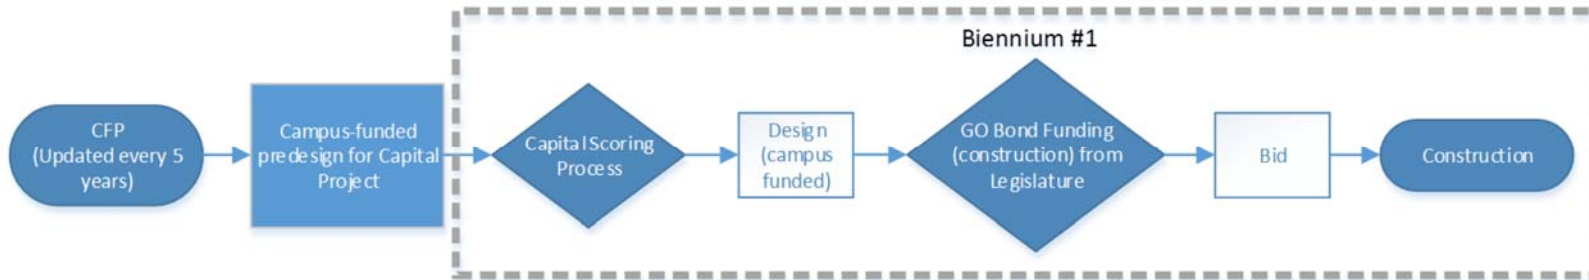 Biennium #1
CFP
(Updated every 5
years)
Campus-funded
predesign for Capital
Project
Capital Scoring
Process
Design
(campus
funded)
GO Bond Funding
(construction) from
Legislature
Bid
Construction